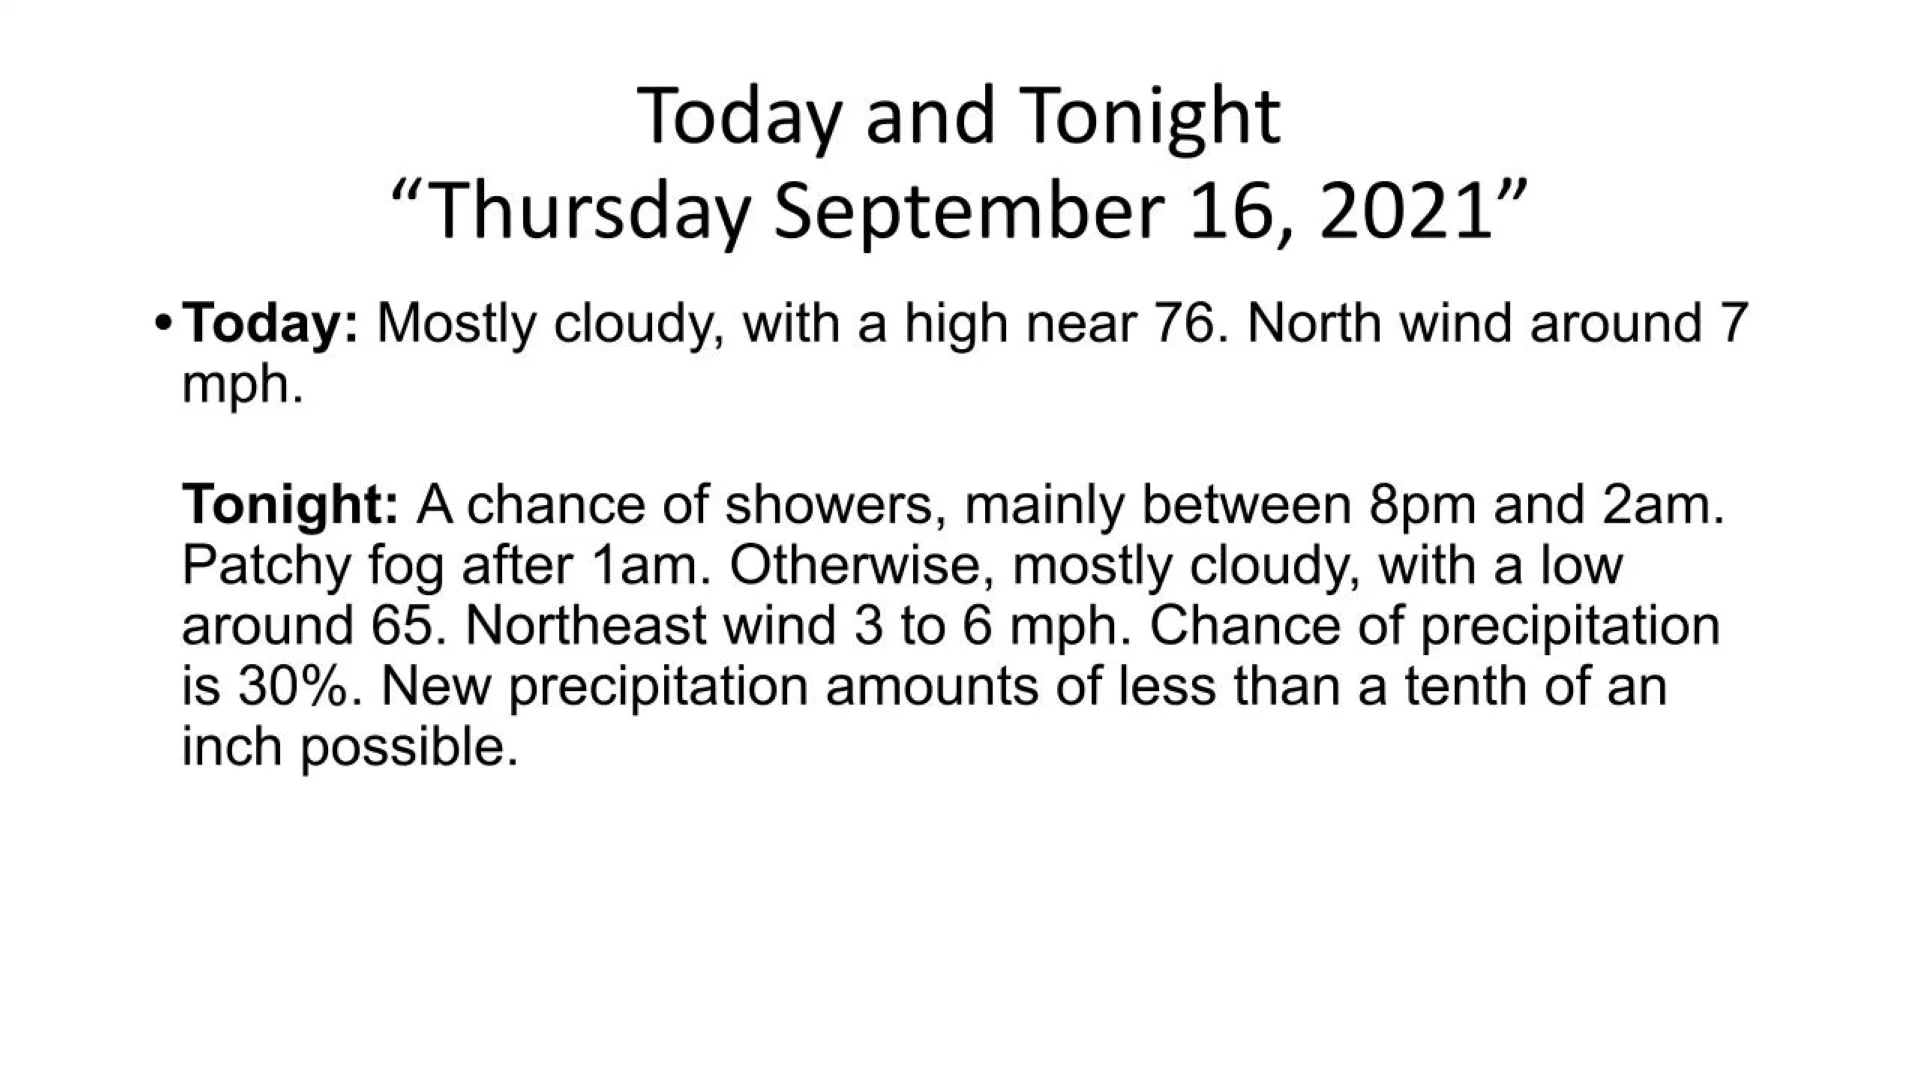 Today and Tonight
“Thursday September 16, 2021”
•Today: Mostly cloudy, with a high near 76. North wind around 7
mph.
Tonight: A chance of showers, mainly between 8pm and 2am.
Patchy fog after 1am. Otherwise, mostly cloudy, with a low
around 65. Northeast wind 3 to 6 mph. Chance of precipitation
is 30%. New precipitation amounts of less than a tenth of an
inch possible.